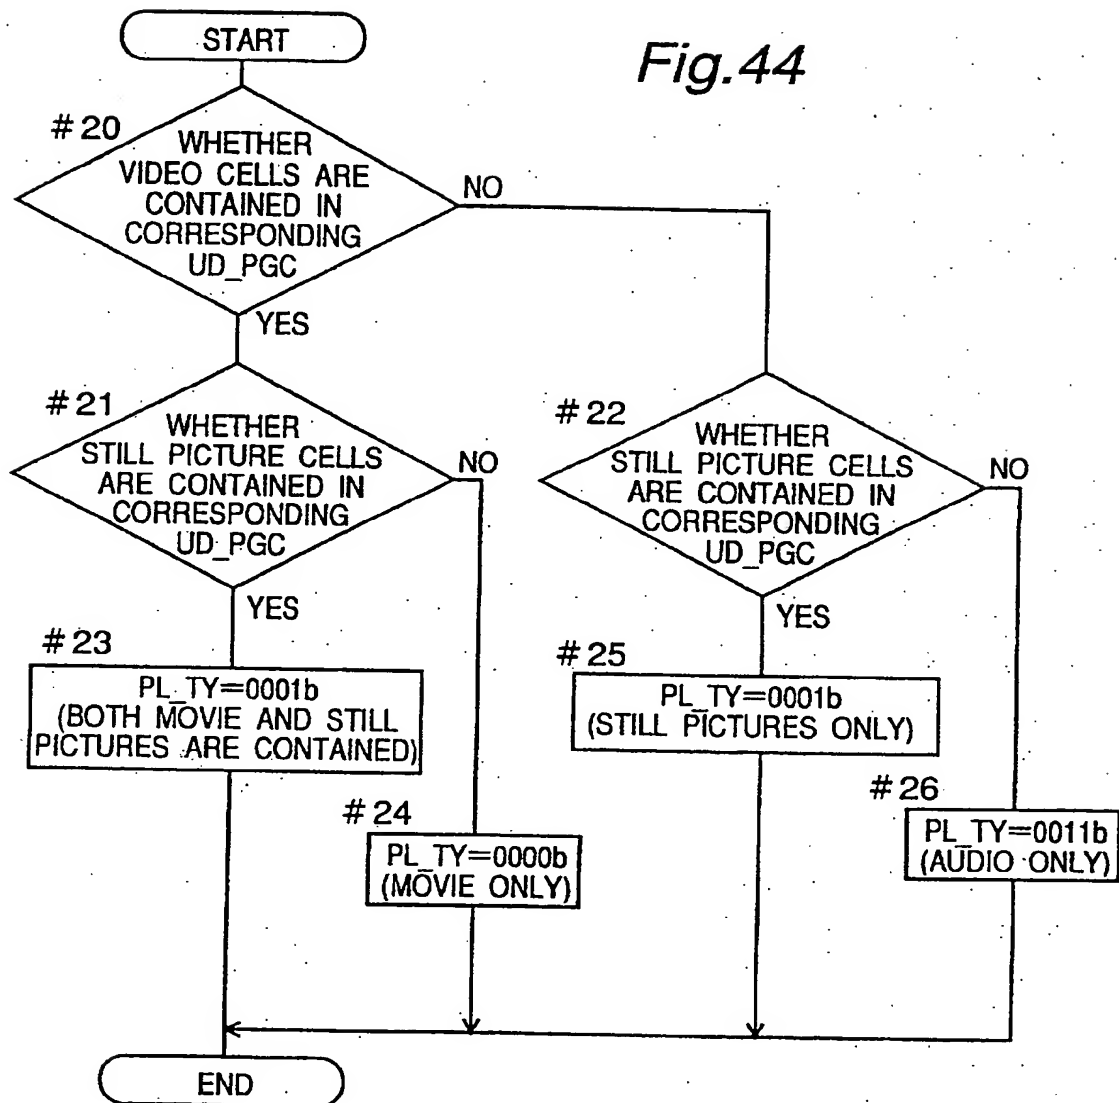 START
Fig.44
#20
WHETHER
VIDEO CELLS ARE
CONTAINED IN
CORRESPONDING
UD_PGC
NO
YES
#21
WHETHER
STILL PICTURE CELLS
ARE CONTAINED IN
CORRESPONDING
UD_PGC
NO
YES
#22
WHETHER
STILL PICTURE CELLS
ARE CONTAINED IN
CORRESPONDING
UD_PGC
NO
YES
#23
PL_TY=0001b
(BOTH MOVIE AND STILL
PICTURES ARE CONTAINED)
#24
PL_TY=0000b
(MOVIE ONLY)
#25
PL_TY=0001b
(STILL PICTURES ONLY)
#26
PL_TY=0011b
(AUDIO ONLY)
END